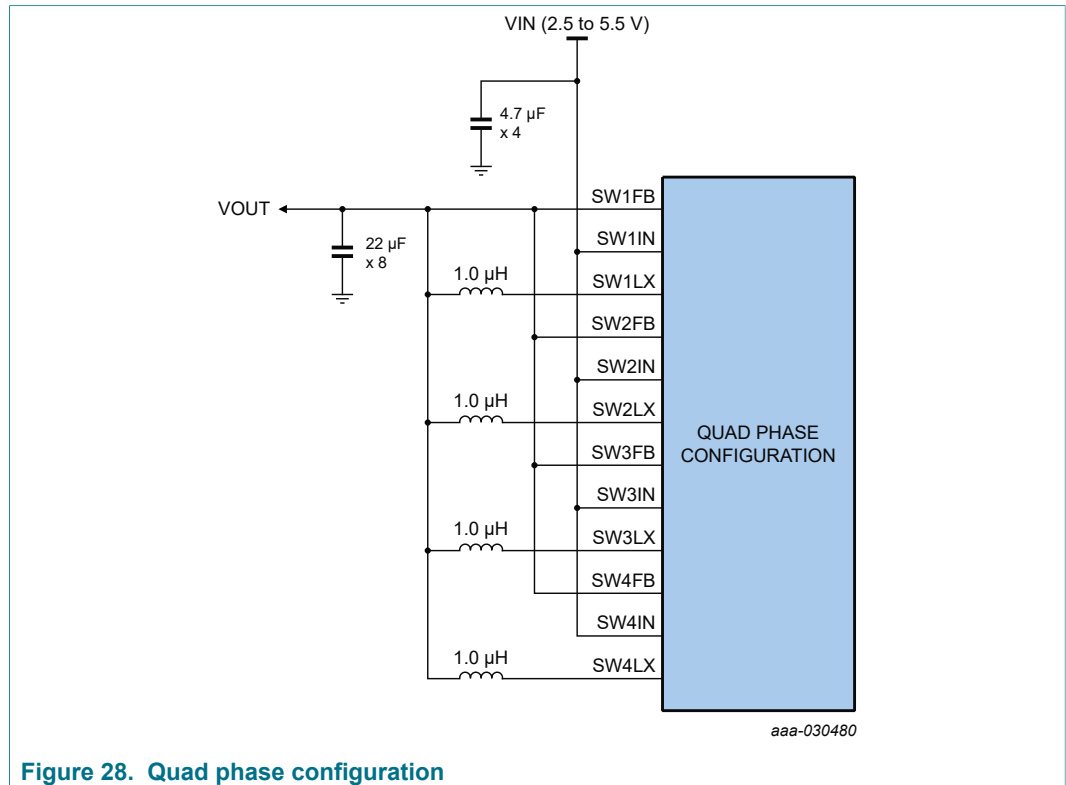 VIN (2.5 to 5.5 V)
4.7 µF
x 4
SW1FB
VOUT
SW1IN
22 µF
x 8
1.0 µH
SW1LX
SW2FB
SW2IN
1.0 µH
SW2LX
QUAD PHASE
CONFIGURATION
SW3FB
SW3IN
1.0 µH
SW3LX
SW4FB
SW4IN
1.0 µH
SW4LX
aaa-030480
Figure 28. Quad phase configuration